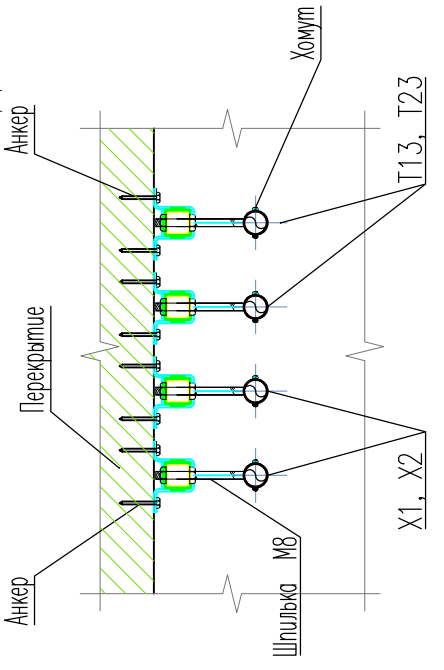 Анкер
Перекрытие
Анкер
Хомут
Шпилька М8
Х1, Х2
Т13, Т23